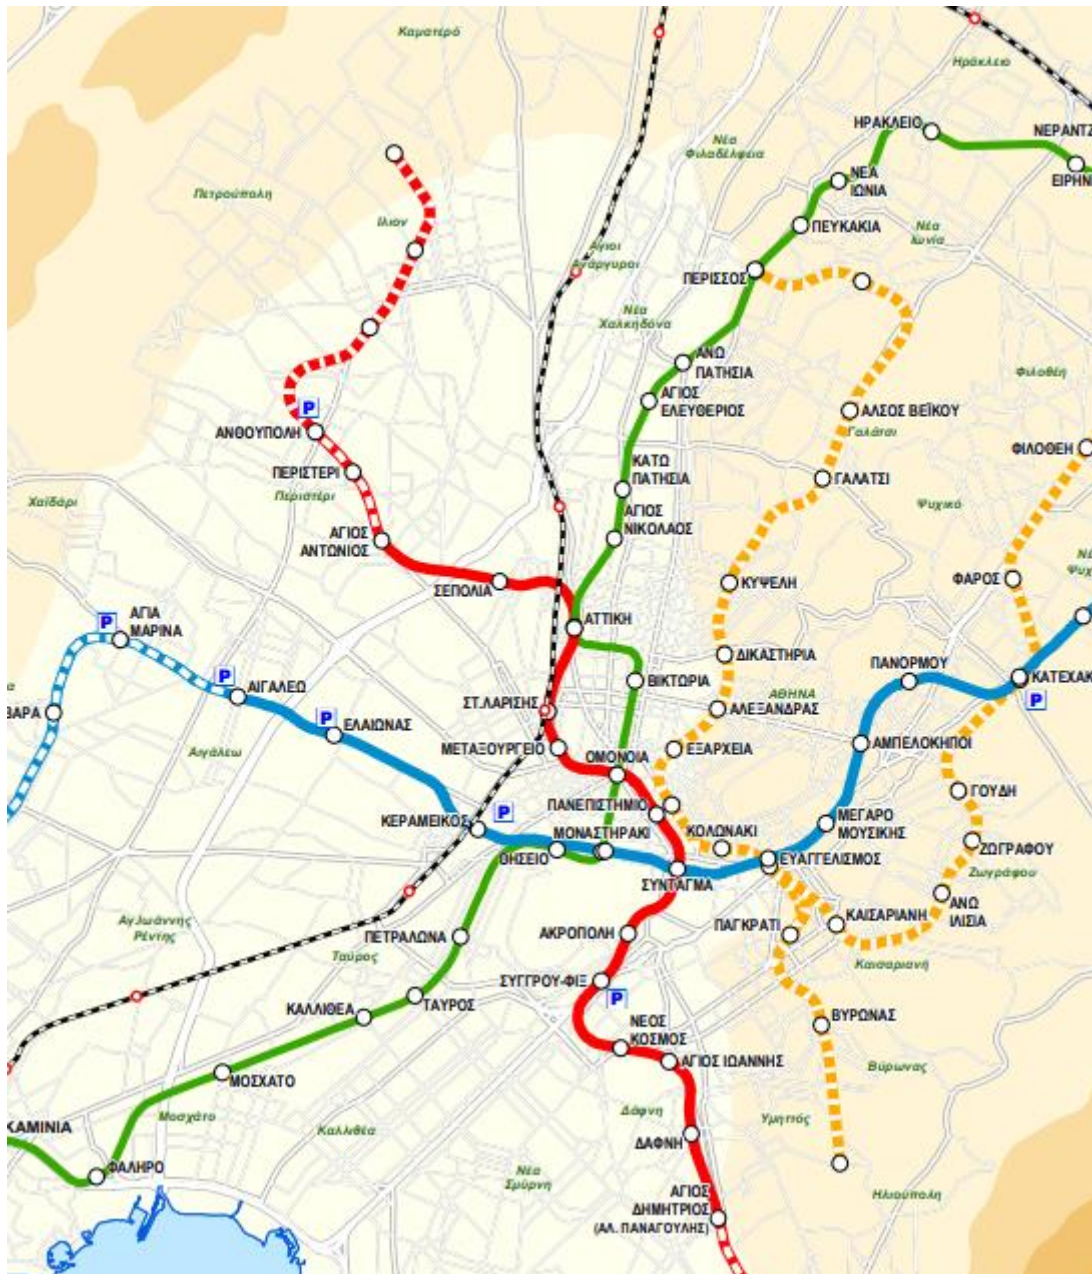 Καματερό
Ηράκλειο
ΗΡΑΚΛΕΙΟ
ΝΕΡΑΝΤΖ
Νέα
Φιλαδέλφεια
ΕΙΡΗΝ
ΝΕΑ
ΙΩΝΙΑ
Πετρούπολη
Ιλιον
ΠΕΥΚΑΚΙΑ
Νέα
Ιωνία
Αγιοι
Ανάργυροι
ΠΕΡΙΣΣΟΣ
Νέα
Χαλκηδόνα
ΑΝΩ
ΠΑΤΗΣΙΑ
Φιλοθέη
ΑΓΙΟΣ
ΕΛΕΥΘΕΡΙΟΣ
P
ΑΛΣΟΣ ΒΕΪΚΟΥ
Γαλάτσι
ΑΝΘΟΥΠΟΛΗ
ΦΙΛΟΘΕΗ
ΚΑΤΩ
ΠΑΤΗΣΙΑ
ΠΕΡΙΣΤΕΡΙ
Περιστέρι
ΓΑΛΑΤΣΙ
Χαϊδάρι
Ψυχικό
ΑΓΙΟΣ
ΝΙΚΟΛΑΟΣ
ΑΓΙΟΣ
ΑΝΤΩΝΙΟΣ
Νέ
Ψυχ
ΦΑΡΟΣ
ΣΕΠΟΛΙΑ
ΚΥΨΕΛΗ
P
ΑΓΙΑ
ΜΑΡΙΝΑ
ΑΤΤΙΚΗ
ΔΙΚΑΣΤΗΡΙΑ
ΠΑΝΟΡΜΟΥ
P
ΑΙΓΑΛΕΩ
ΒΙΚΤΩΡΙΑ
ΑΘΗΝΑ
ΚΑΤΕΧΑΚ
P
ΣΤ.ΛΑΡΙΣΗΣ
ΑΛΕΞΑΝΔΡΑΣ
ΒΑΡΑ
P
ΕΛΑΙΩΝΑΣ
Αιγάλεω
ΜΕΤΑΞΟΥΡΓΕΙΟ
ΕΞΑΡΧΕΙΑ
ΑΜΠΕΛΟΚΗΠΟΙ
ΟΜΟΝΟΙΑ
ΓΟΥΔΗ
ΠΑΝΕΠΙΣΤΗΜΙΟ
P
ΚΕΡΑΜΕΙΚΟΣ
ΜΕΓΑΡΟ
ΜΟΥΣΙΚΗΣ
ΜΟΝΑΣΤΗΡΑΚΙ
ΚΟΛΩΝΑΚΙ
ΖΩΓΡΑΦΟΥ
Ζωγράφου
ΘΗΣΕΙΟ
ΕΥΑΓΓΕΛΙΣΜΟΣ
ΣΥΝΤΑΓΜΑ
ΑΝΩ
ΙΛΙΣΙΑ
Αγ.Ιωάννης
Ρέντης
ΚΑΙΣΑΡΙΑΝΗ
Καισαριανή
ΠΕΤΡΑΛΩΝΑ
ΑΚΡΟΠΟΛΗ
ΠΑΓΚΡΑΤΙ
Ταύρος
ΣΥΓΓΡΟΥ-ΦΙΞ
P
ΤΑΥΡΟΣ
ΚΑΛΛΙΘΕΑ
ΝΕΟΣ
ΚΟΣΜΟΣ
ΒΥΡΩΝΑΣ
ΑΓΙΟΣ ΙΩΑΝΝΗΣ
Βύρωνας
ΜΟΣΧΑΤΟ
Μοσχάτο
Καλλιθέα
Δάφνη
Υμηττός
ΚΑΜΙΝΙΑ
ΔΑΦΝΗ
ΦΑΛΗΡΟ
Νέα
Σμύρνη
Ηλιούπολη
ΑΓΙΟΣ
ΔΗΜΗΤΡΙΟΣ
(ΑΛ. ΠΑΝΑΓΟΥΛΗΣ)